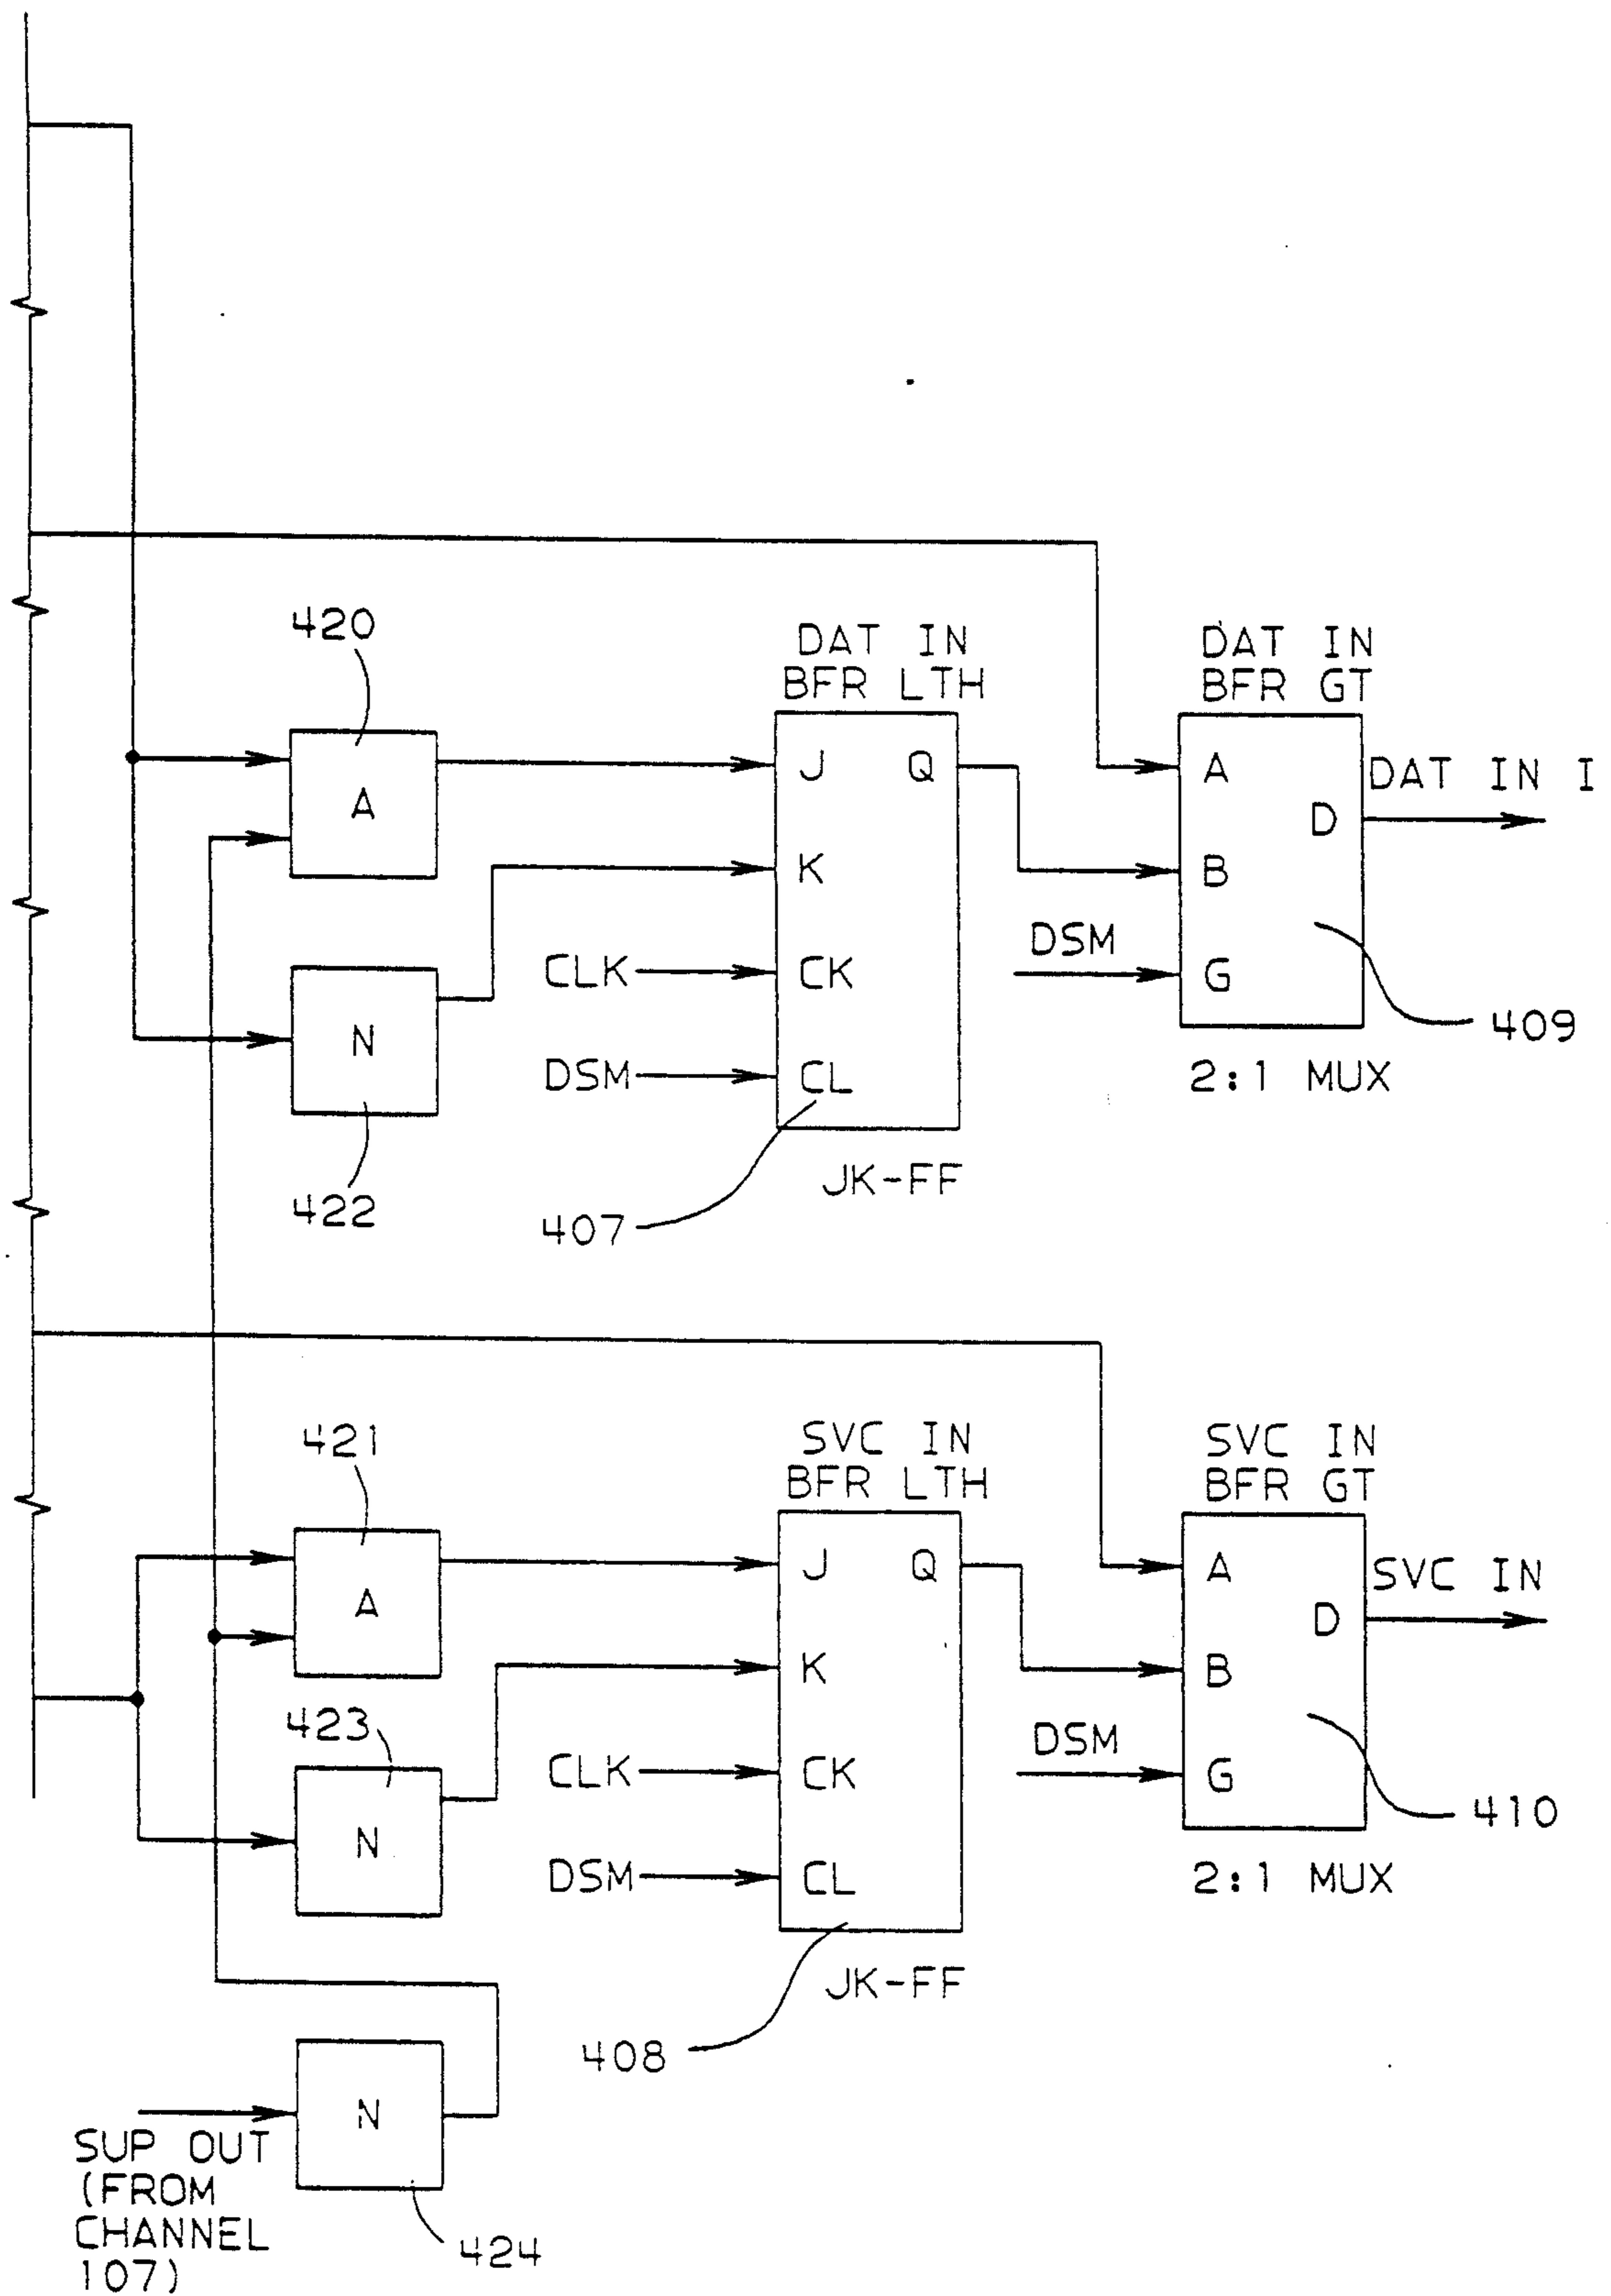 420
DAT IN
BFR LTH
DAT IN
BFR GT
A
J
Q
A
DAT IN I
D
K
B
CLK
CK
DSM
G
409
N
DSM
CL
2:1 MUX
422
407
JK-FF
421
SVC IN
BFR LTH
SVC IN
BFR GT
A
J
Q
A
SVC IN
D
K
B
423
CLK
CK
DSM
G
410
N
DSM
CL
2:1 MUX
408
JK-FF
N
SUP OUT
(FROM
CHANNEL
107)
424